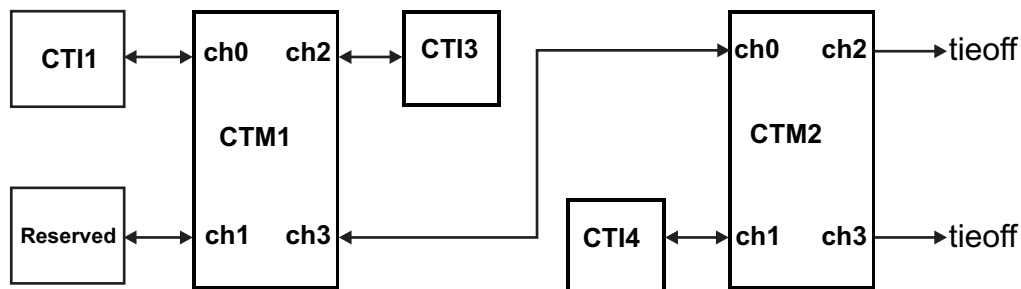 CTI1
ch0 ch2
CTI3
ch0 ch2
tieoff
CTM1
CTM2
Reserved
ch1 ch3
CTI4
ch1 ch3
tieoff